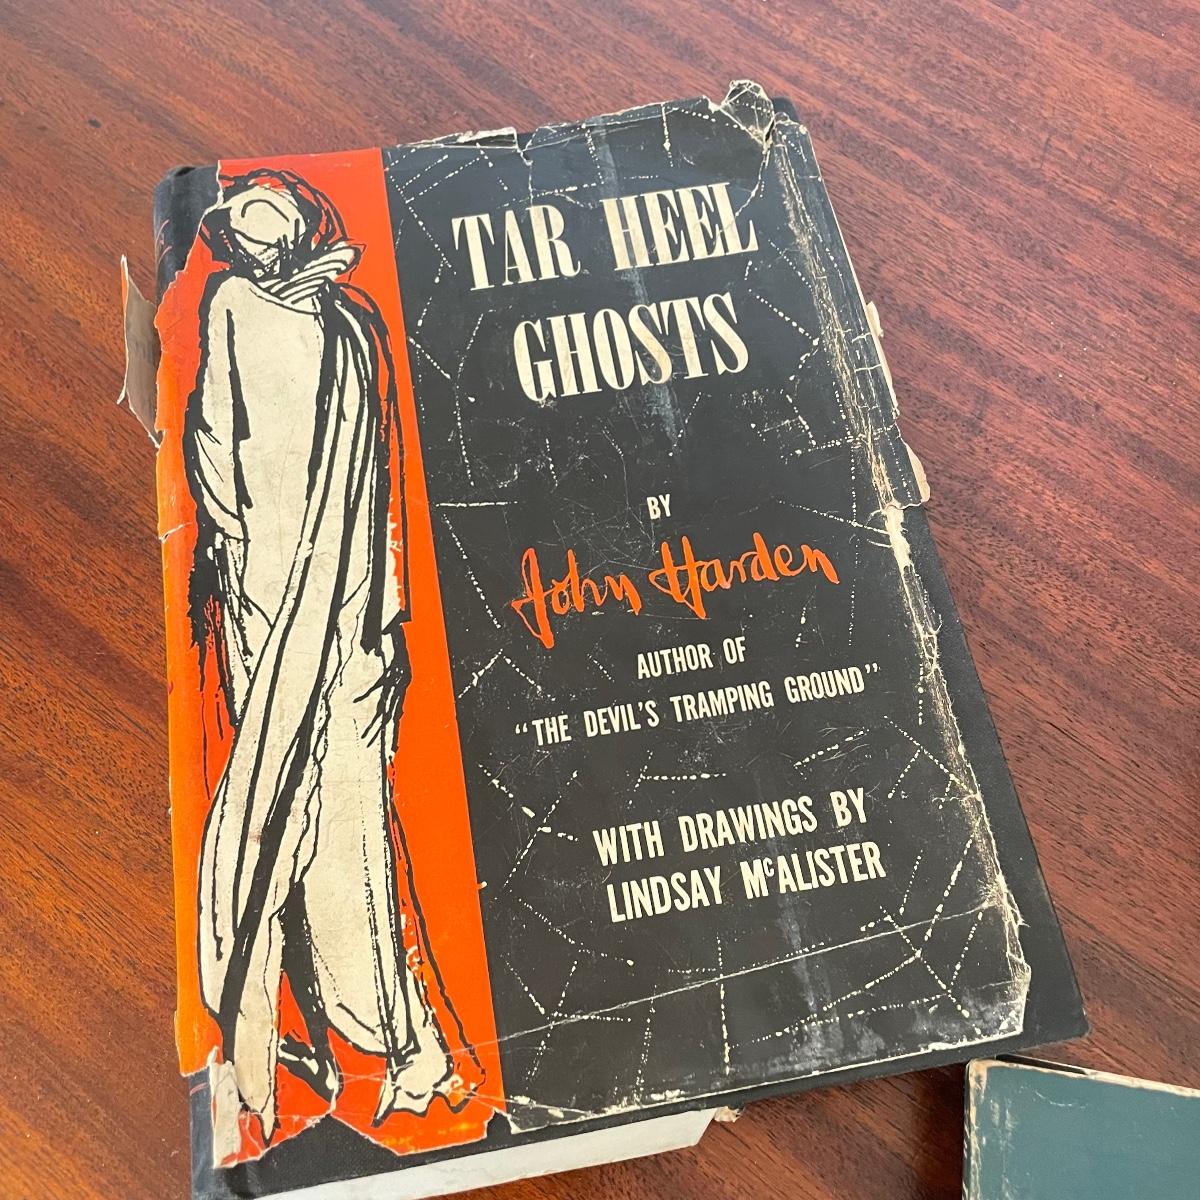 TAR HEEL
GHOSTS
BY
John Harden
AUTHOR OF
“THE DEVIL'S TRAMPING GROUND”
WITH DRAWINGS BY
LINDSAY McALISTER